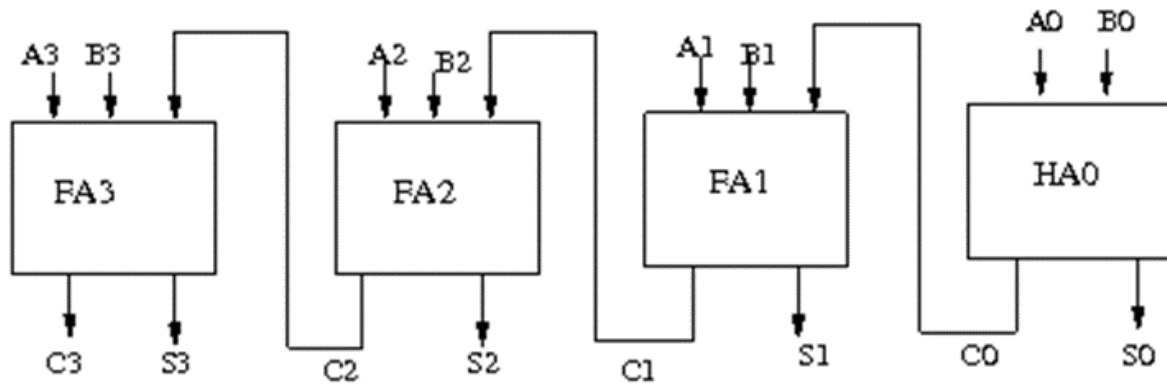 A3 B3 A2 B2 A1 B1 A0 B0
FA3 FA2 FA1 HA0
C3 S3 C2 S2 C1 S1 C0 S0